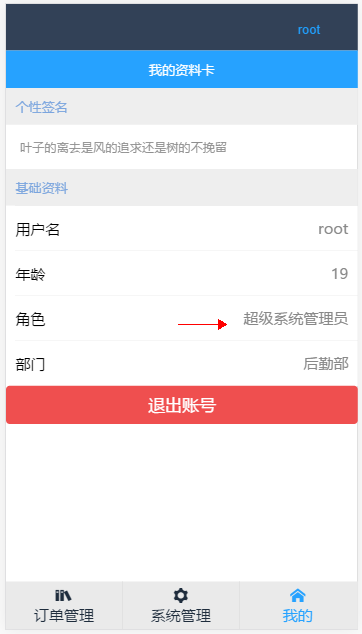 root
我的资料卡
个性签名
叶子的离去是风的追求还是树的不挽留
基础资料
用户名 root
年龄 19
角色 超级系统管理员
部门 后勤部
退出账号
订单管理 系统管理 我的